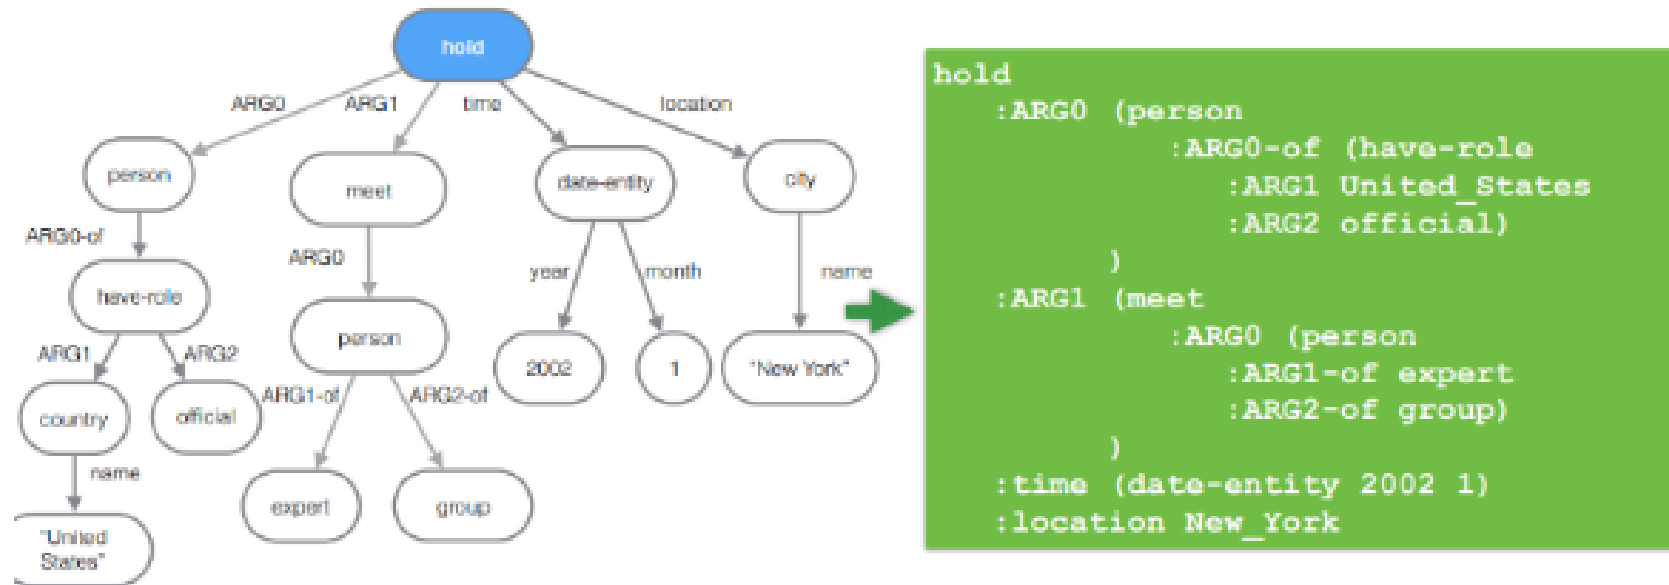 hold
ARG0
ARG1
time
location
person
meet
date-entity
city
ARG0-of
ARG0
year
month
name
have-role
person
2002
1
"New York"
ARG1
ARG2
ARG1-of
ARG2-of
country
official
name
expert
group
"United
States"
hold
:ARG0 (person
:ARG0-of (have-role
:ARG1 United_States
:ARG2 official)
)
:ARG1 (meet
:ARG0 (person
:ARG1-of expert
:ARG2-of group)
)
:time (date-entity 2002 1)
:location New_York